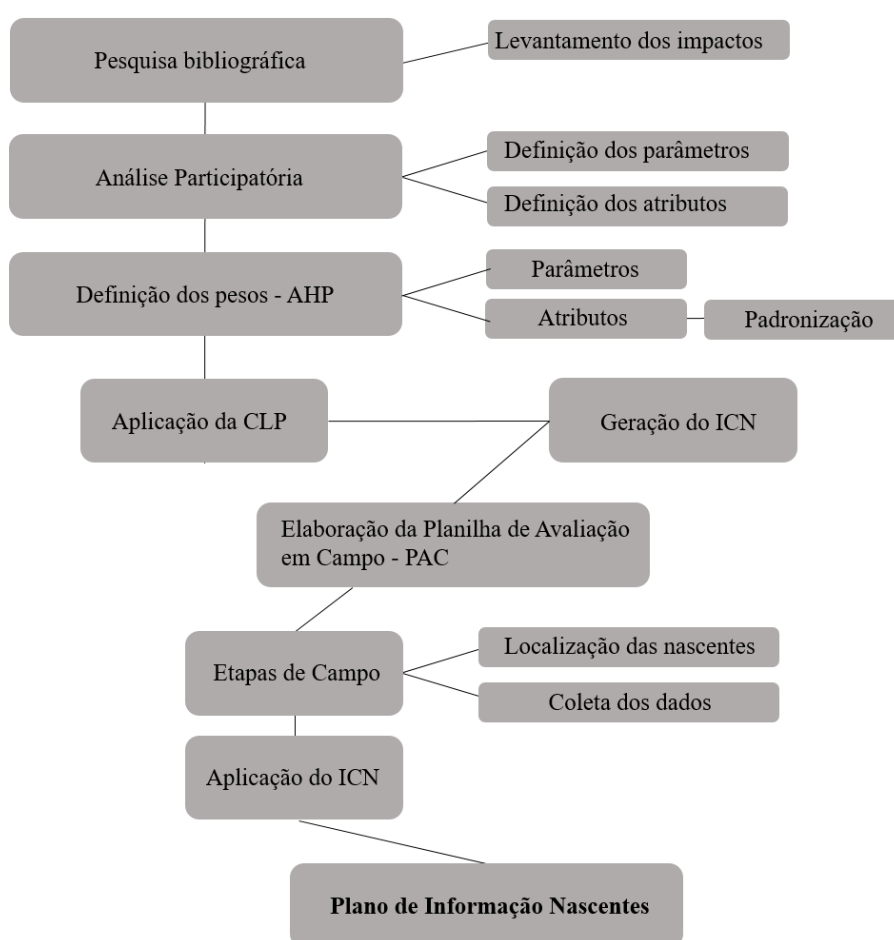 Pesquisa bibliográfica
Levantamento dos impactos
Análise Participatória
Definição dos parâmetros
Definição dos atributos
Definição dos pesos - AHP
Parâmetros
Atributos
Padronização
Aplicação da CLP
Geração do ICN
Elaboração da Planilha de Avaliação
em Campo - PAC
Etapas de Campo
Localização das nascentes
Coleta dos dados
Aplicação do ICN
Plano de Informação Nascentes